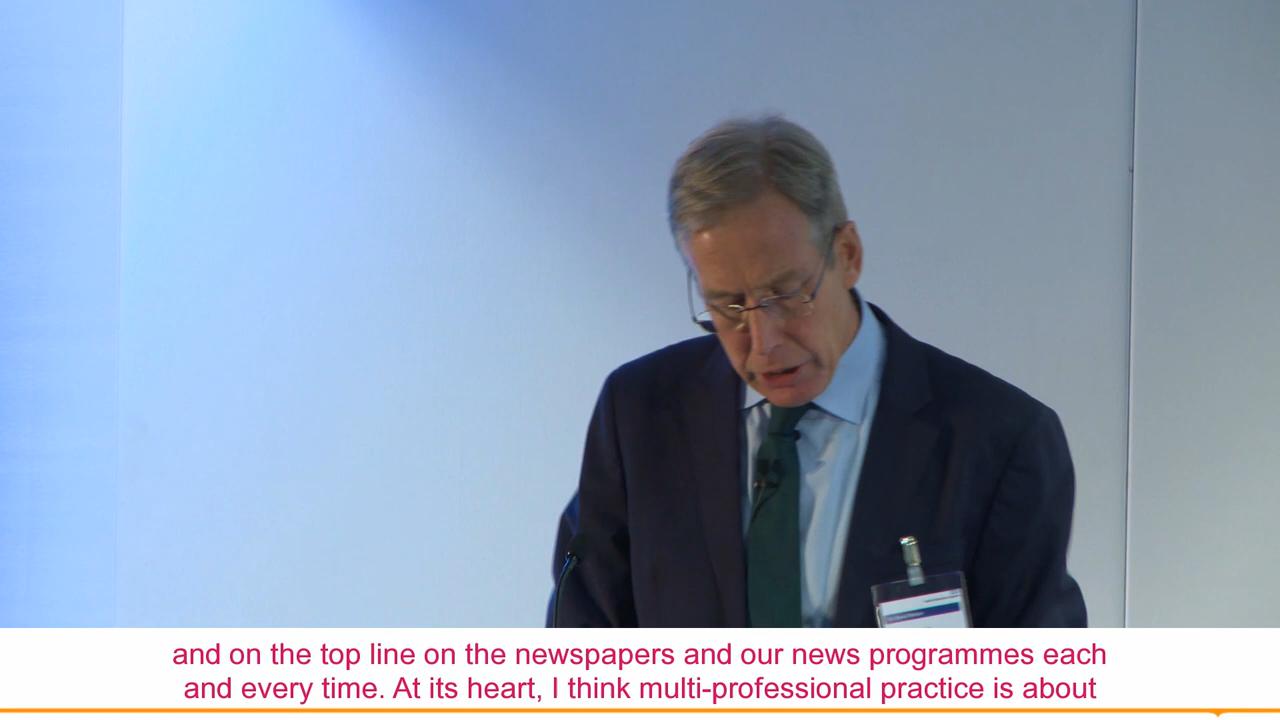 and on the top line on the newspapers and our news programmes each
and every time. At its heart, I think multi-professional practice is about